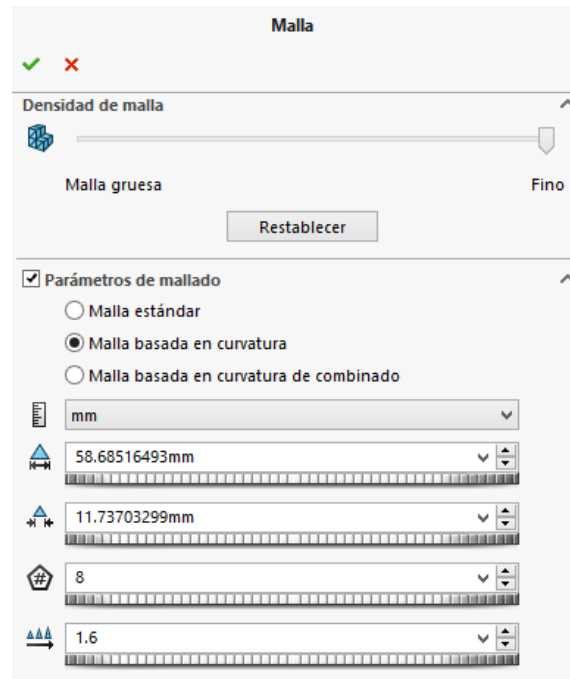 Malla
Densidad de malla
Malla gruesa Fino
Restablecer
Parámetros de mallado
Malla estándar
Malla basada en curvatura
Malla basada en curvatura de combinado
mm
58.68516493mm
11.73703299mm
#
8
1.6